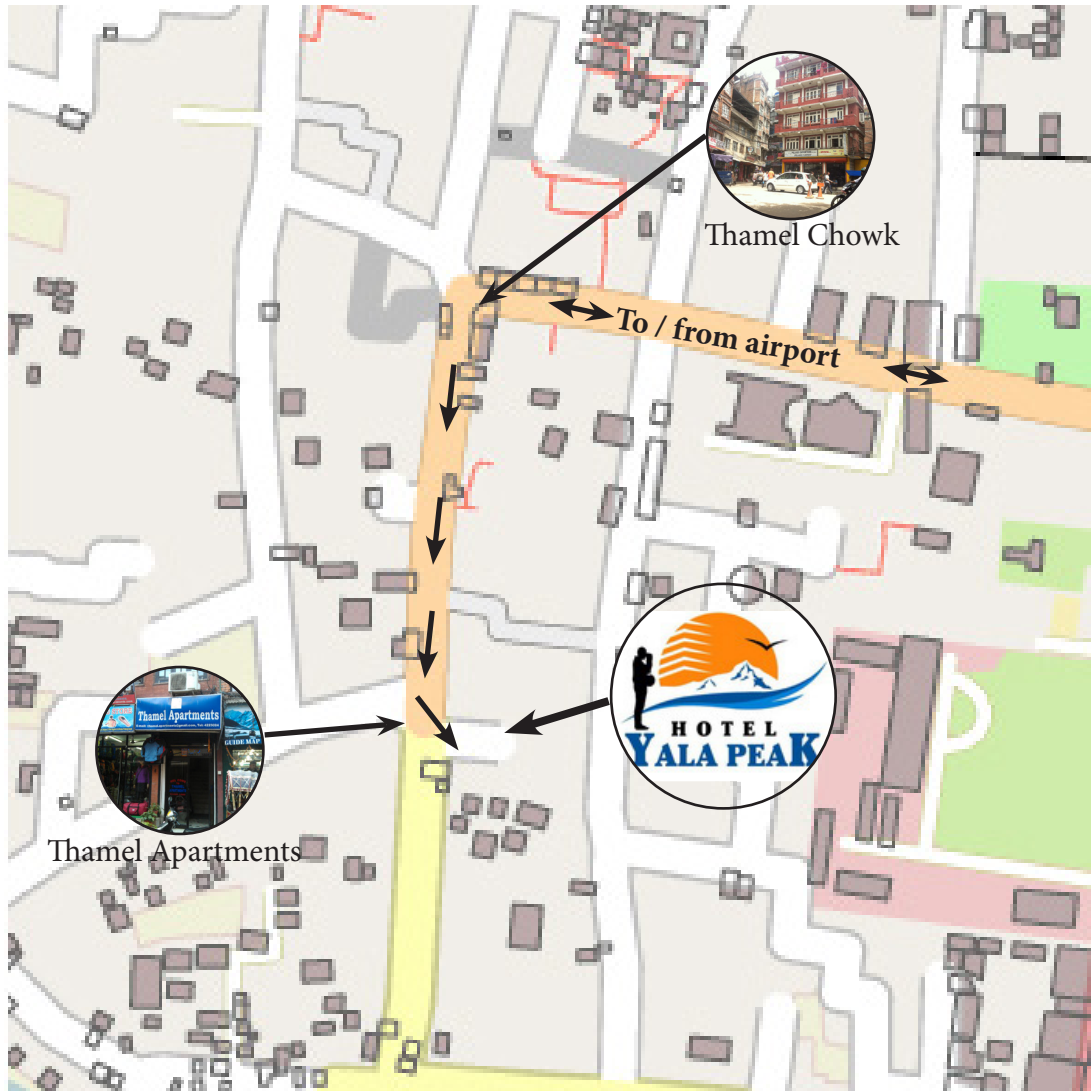 Thamel Chowk
To / from airport
Thamel Apartments
GUIDE MAP
HOTEL
YALA PEAK
Thamel Apartments